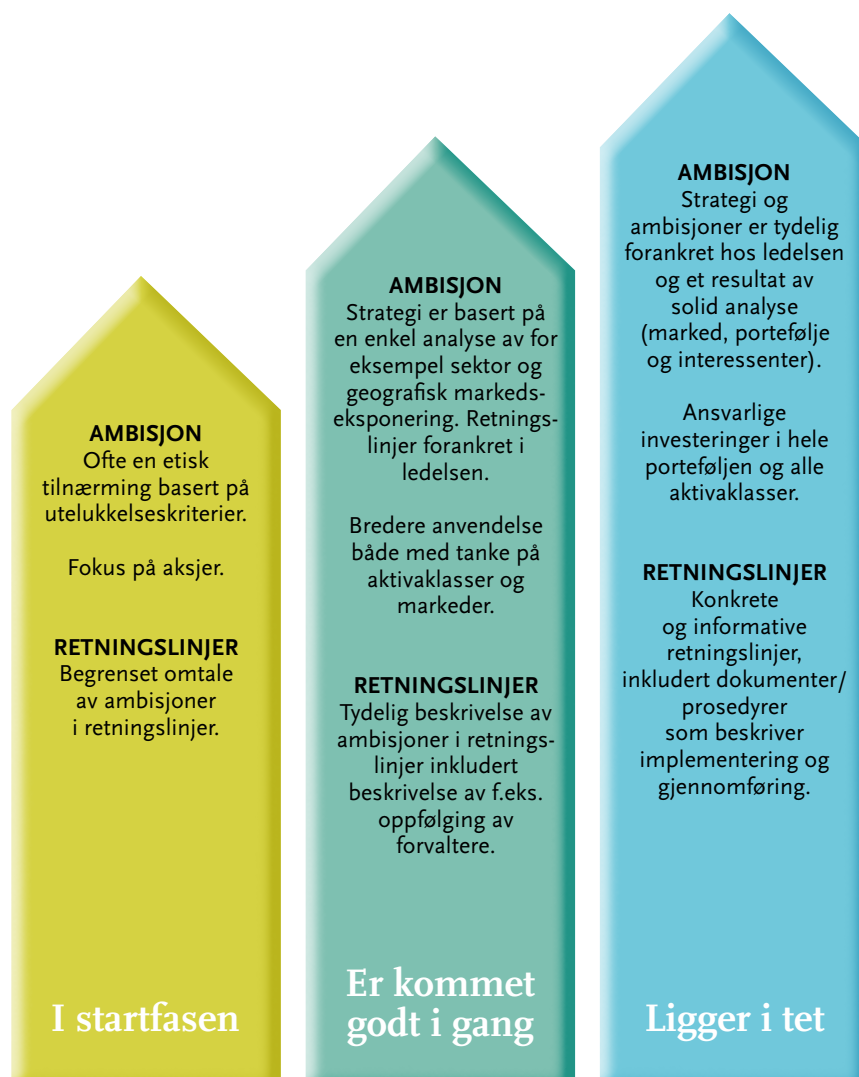 AMBISJON
Ofte en etisk
tilnærming basert på
utelukkelseskriterier.
Fokus på aksjer.
RETNINGSLINJER
Begrenset omtale
av ambisjoner
i retningslinjer.
I startfasen
AMBISJON
Strategi er basert på
en enkel analyse av for
eksempel sektor og
geografisk markeds-
eksponering. Retnings-
linjer forankret i
ledelsen.
Bredere anvendelse
både med tanke på
aktivaklasser og
markeder.
RETNINGSLINJER
Tydelig beskrivelse av
ambisjoner i retnings-
linjer inkludert
beskrivelse av f.eks.
oppfølging av
forvaltere.
Er kommet
godt i gang
AMBISJON
Strategi og
ambisjoner er tydelig
forankret hos ledelsen
og et resultat av
solid analyse
(marked, portefølje
og interessenter).
Ansvarlige
investeringer i hele
porteføljen og alle
aktivaklasser.
RETNINGSLINJER
Konkrete
og informative
retningslinjer,
inkludert dokumenter/
prosedyrer
som beskriver
implementering og
gjennomføring.
Ligger i tet